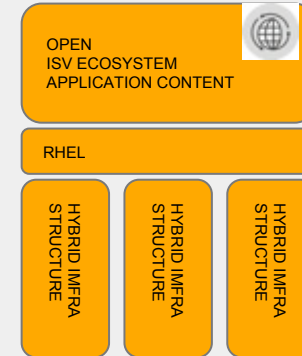 OPEN
ISV ECOSYSTEM
APPLICATION CONTENT
RHEL
HYBRID IMFRA
STRUCTURE
HYBRID IMFRA
STRUCTURE
HYBRID IMFRA
STRUCTURE